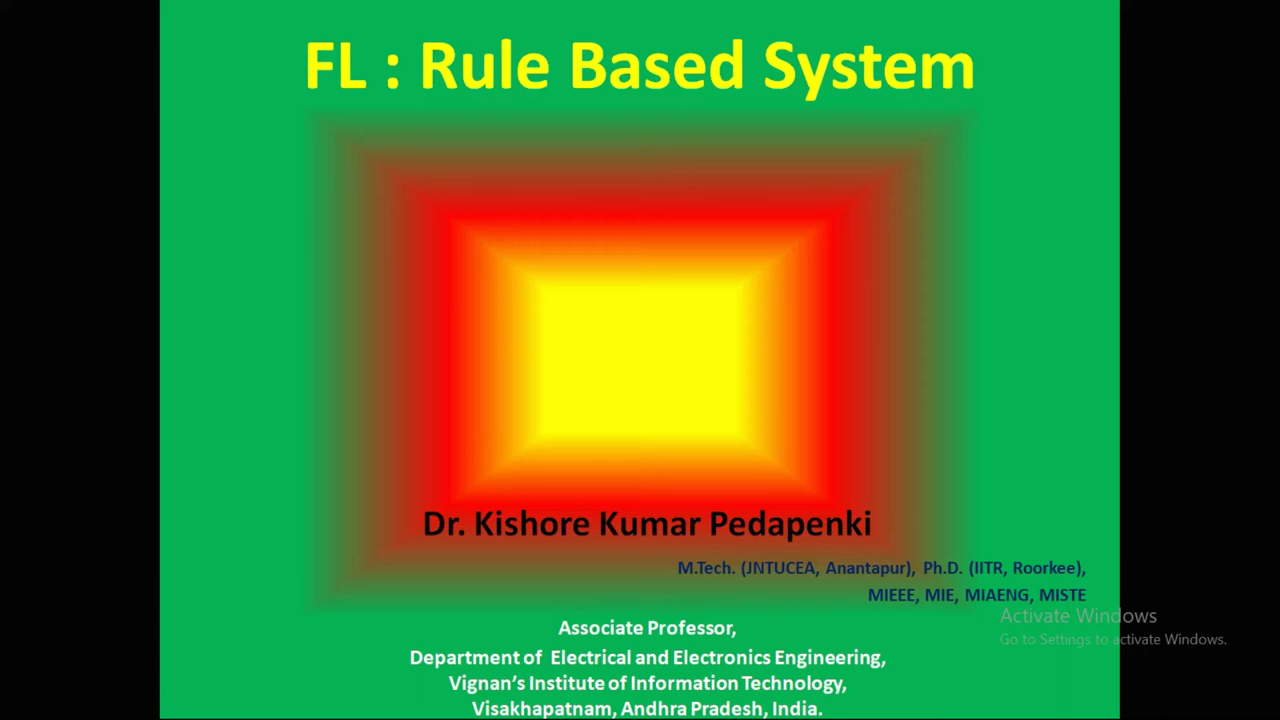 FL : Rule Based System
Dr. Kishore Kumar Pedapenki
M.Tech. (JNTUCEA, Anantapur), Ph.D. (IITR, Roorkee),
MIEEE, MIE, MIAENG, MISTE
Activate Windows
Go to Settings to activate Windows.
Associate Professor,
Department of Electrical and Electronics Engineering,
Vignan's Institute of Information Technology,
Visakhapatnam, Andhra Pradesh, India.